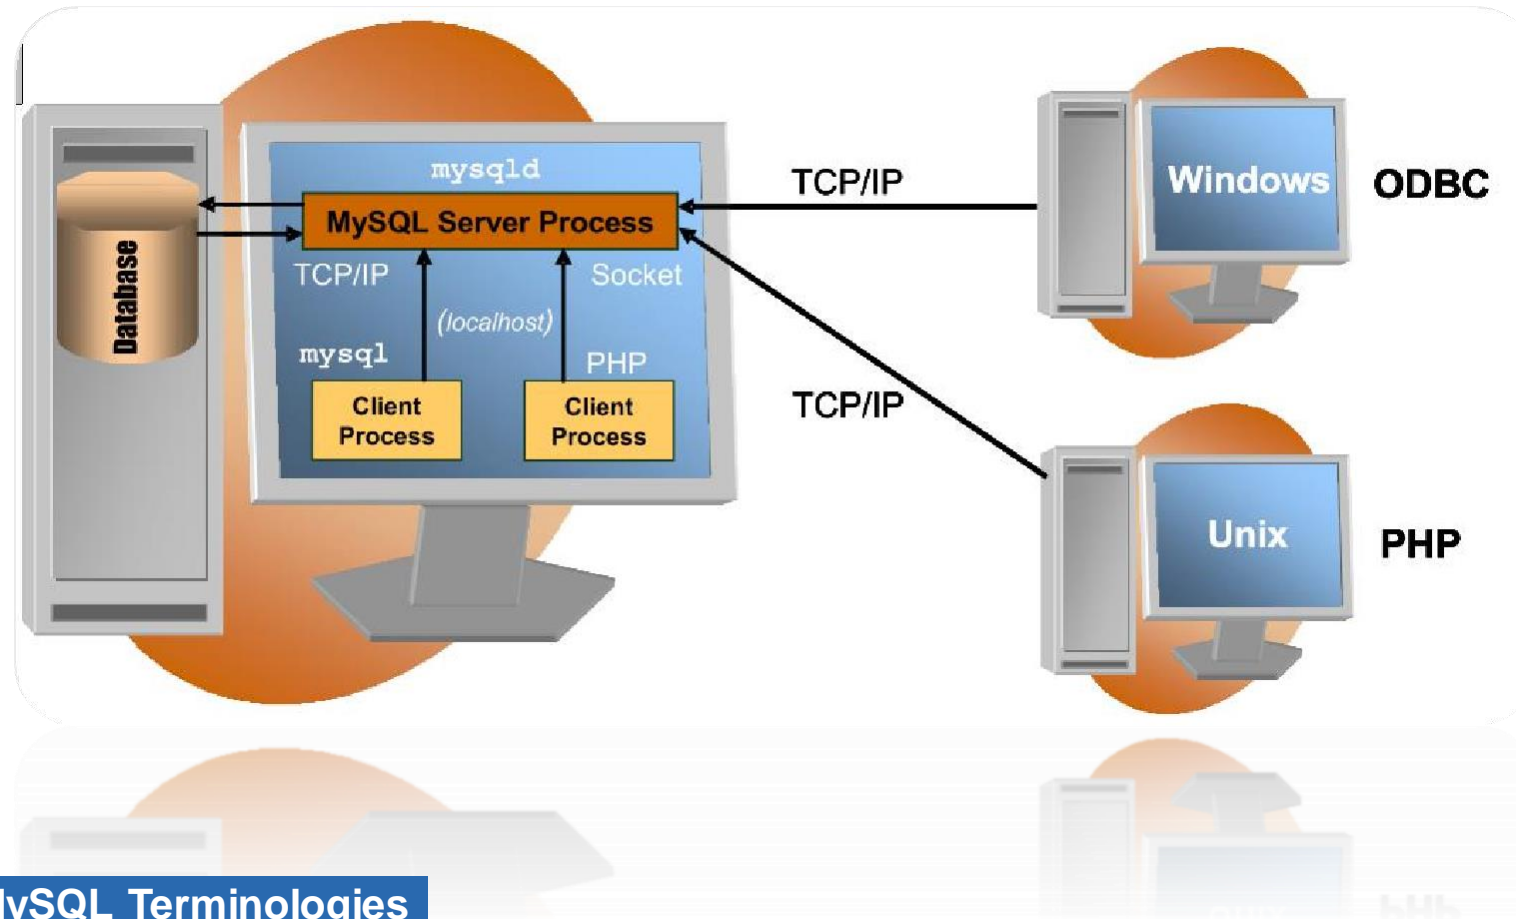 mysqld
MySQL Server Process
TCP/IP
Socket
(localhost)
mysql
PHP
Client
Process
Client
Process
Database
TCP/IP
Windows
ODBC
TCP/IP
Unix
PHP
Terminologies